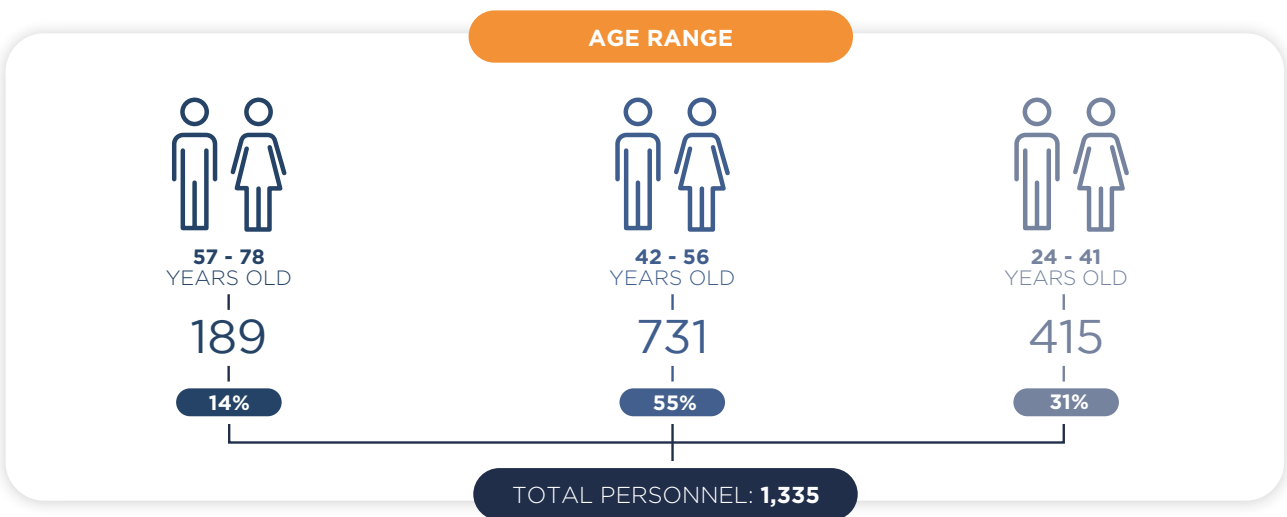 AGE RANGE
57 - 78
YEARS OLD
189
14%
42 - 56
YEARS OLD
731
55%
24 - 41
YEARS OLD
415
31%
TOTAL PERSONNEL: 1,335